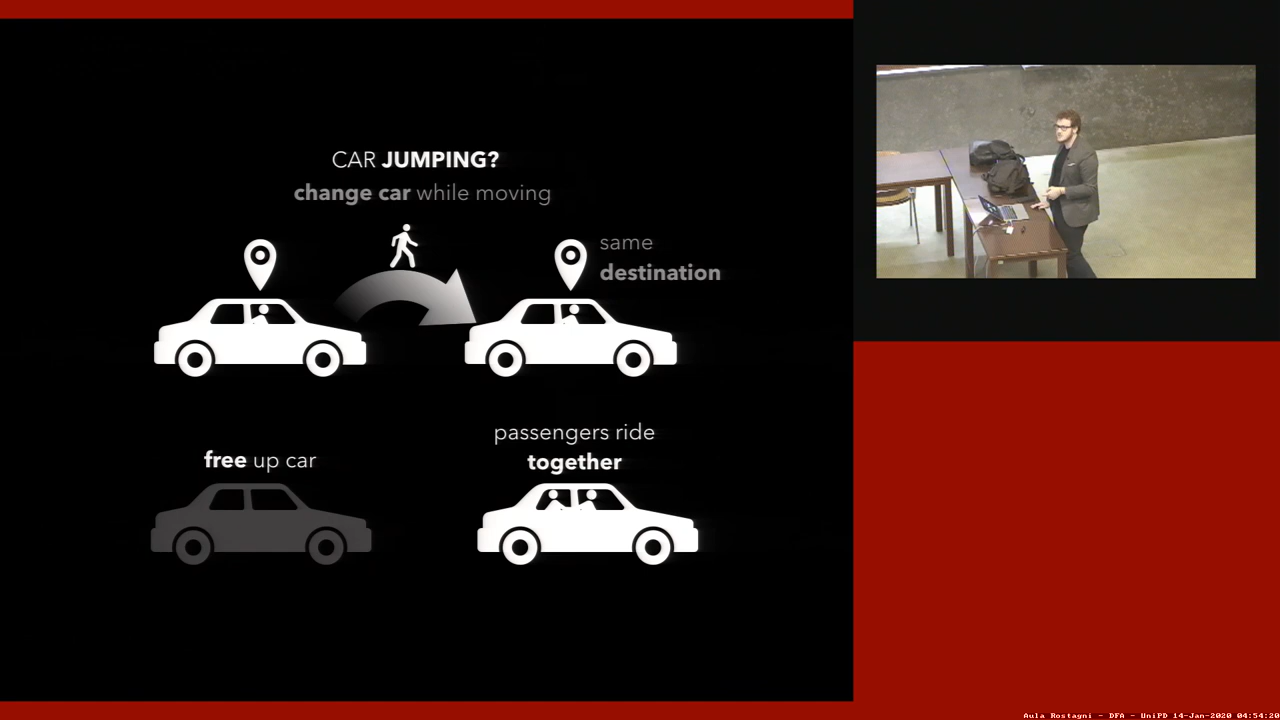 CAR JUMPING?
change car while moving
same
destination
free up car
passengers ride
together
Aula Rostagni - DFA - UniPD 14-Jan-2020 04:54:20